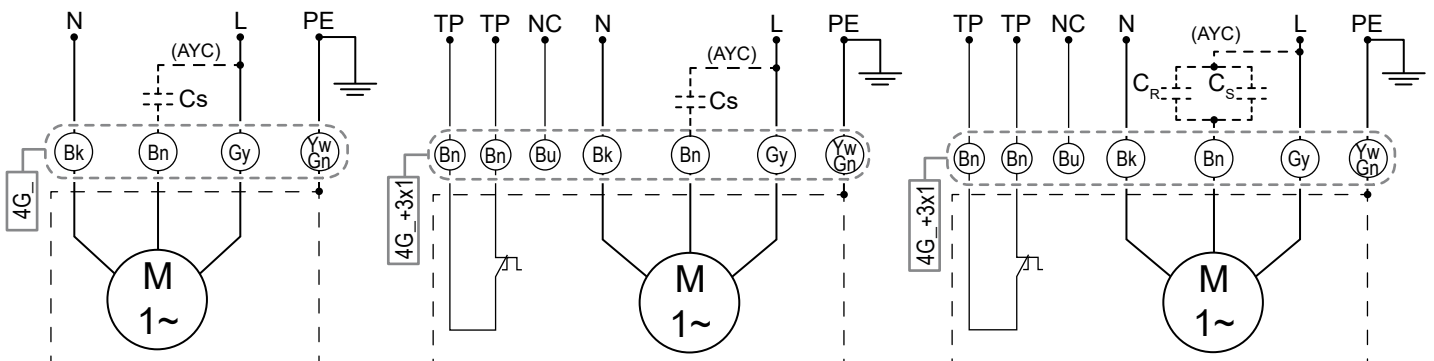 N L PE
(AYC)
Cs
Bk Bn Gy Yw Gn
4G_
M
1~
TP TP NC N L PE
(AYC)
Cs
Bn Bn Bu Bk Bn Gy Yw Gn
4G_+3x1
M
1~
TP TP NC N L PE
(AYC)
CR CS
Bn Bn Bu Bk Bn Gy Yw Gn
4G_+3x1
M
1~